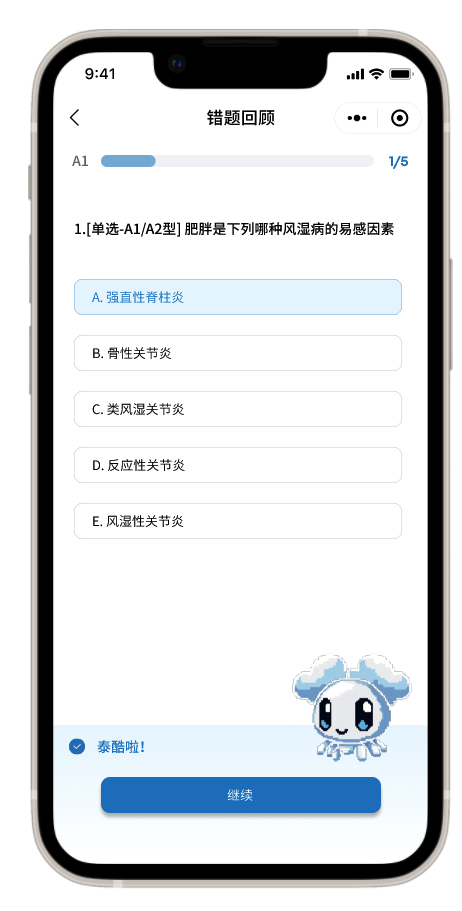 9:41
错题回顾
A1
1/5
1.[单选-A1/A2型] 肥胖是下列哪种风湿病的易感因素
A. 强直性脊柱炎
B. 骨性关节炎
C. 类风湿关节炎
D. 反应性关节炎
E. 风湿性关节炎
泰酷啦！
继续